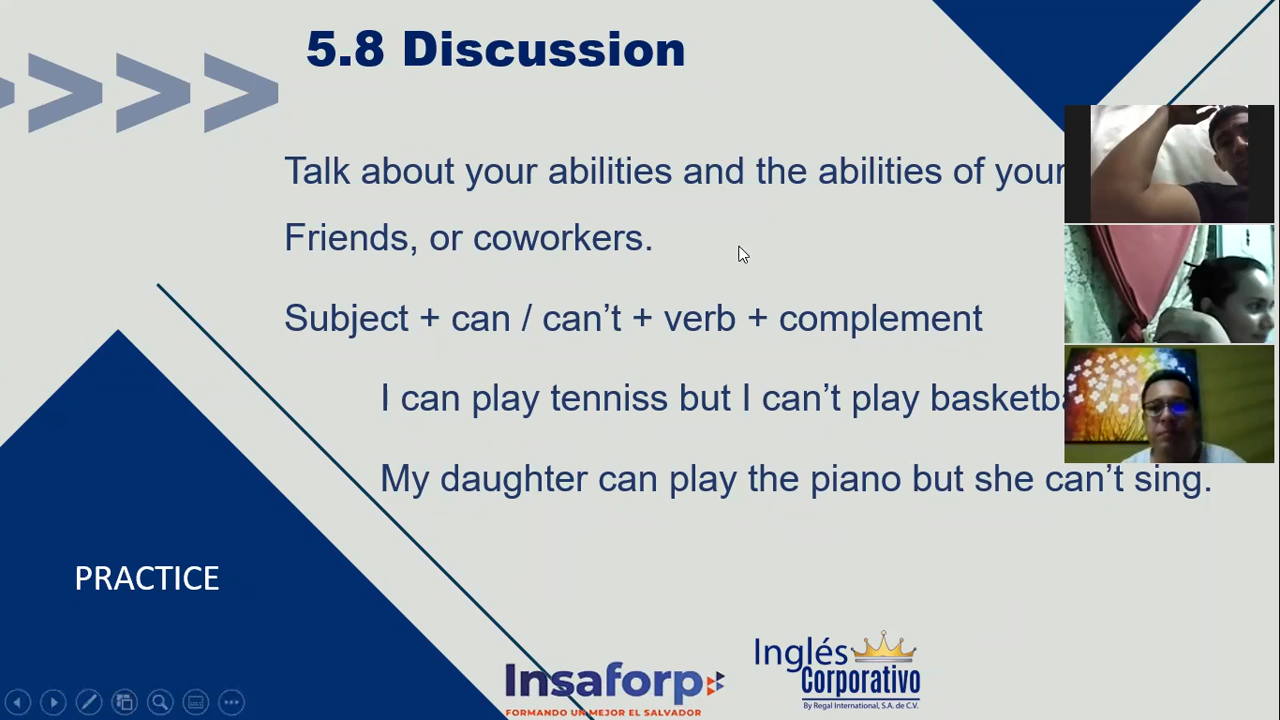 5.8 Discussion
Talk about your abilities and the abilities of your
Friends, or coworkers.
Subject + can / can’t + verb + complement
I can play tenniss but I can’t play
My daughter can play the piano but she can’t sing.
PRACTICE
Insaforp
FORMANDO UN MEJOR EL SALVADOR
Inglés
Corporativo
By Regal International, S.A. de C.V.